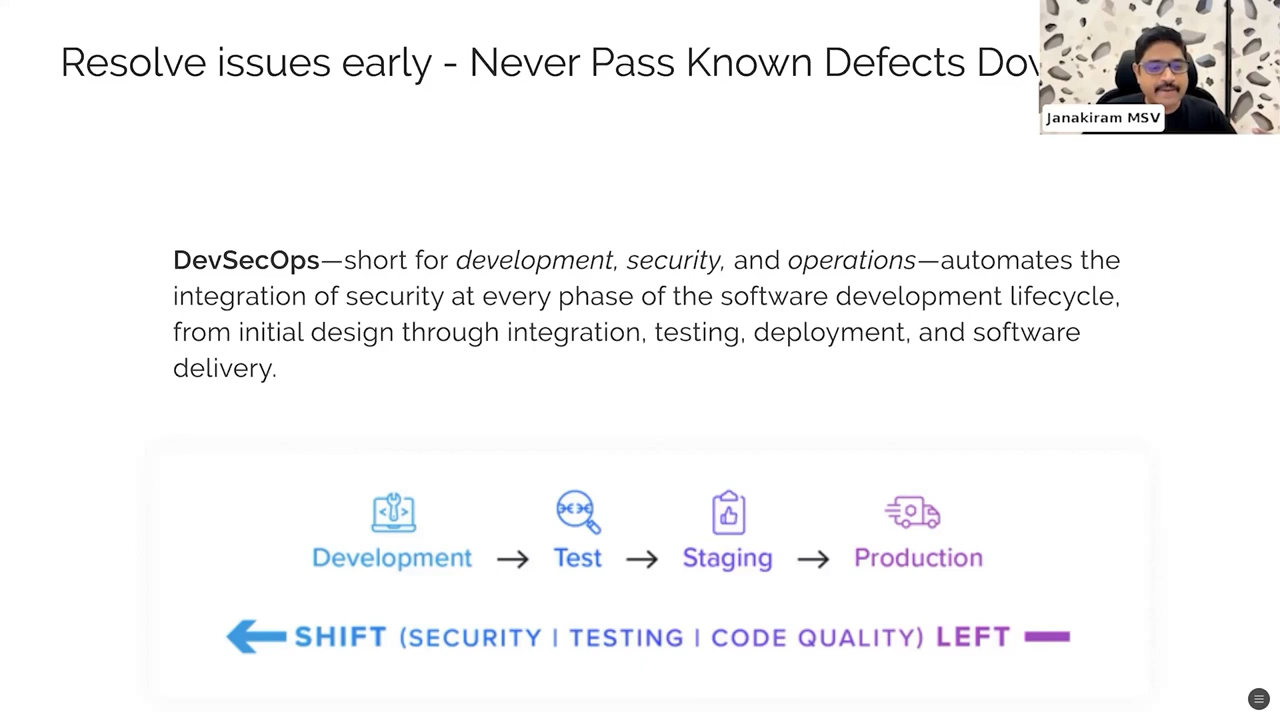 Resolve issues early - Never Pass Known Defects
Janakiram MSV
DevSecOps—short for development, security, and operations—automates the
integration of security at every phase of the software development lifecycle,
from initial design through integration, testing, deployment, and software
delivery.
Development → Test → Staging → Production
SHIFT (SECURITY | TESTING | CODE QUALITY) LEFT